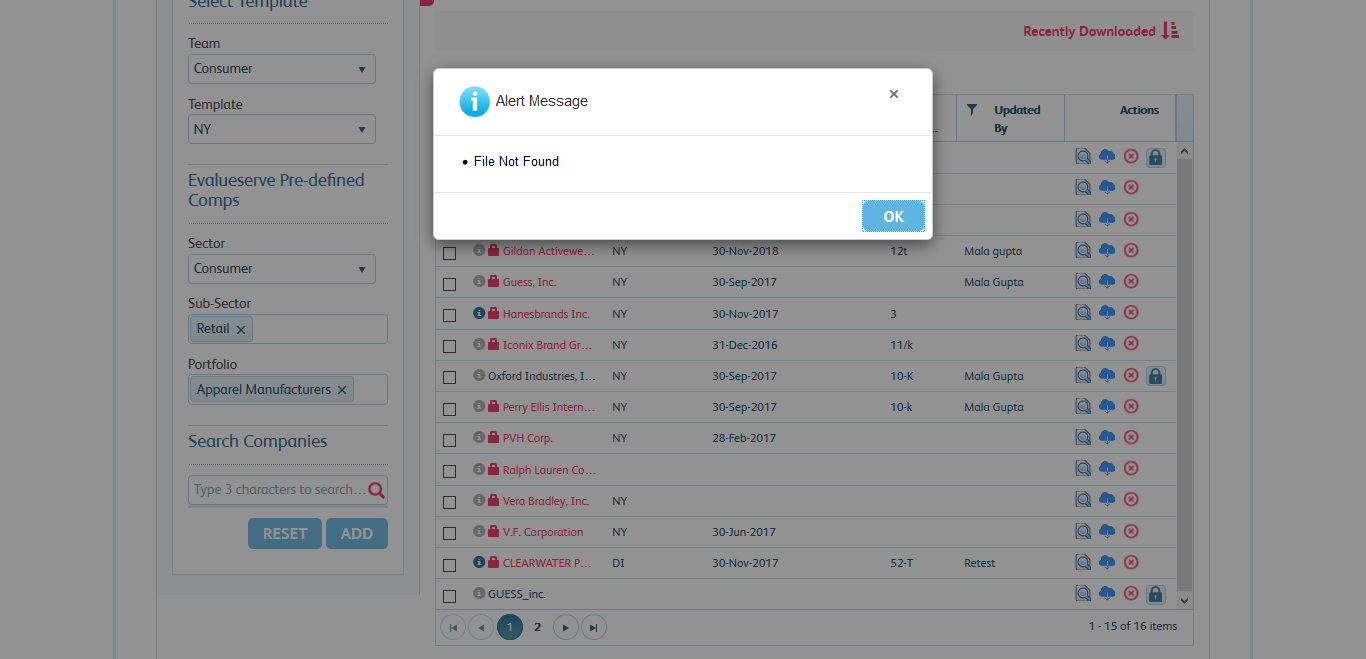 Select Template
Team
Consumer
Template
NY
Evalueserve Pre-defined
Comps
Sector
Consumer
Sub-Sector
Retail ×
Portfolio
Apparel Manufacturers ×
Search Companies
Type 3 characters to search...
RESET ADD
Recently Downloaded
Alert Message ×
• File Not Found
OK
Updated
By
Actions
Gildan Activewe... NY 30-Nov-2018 12t Mala gupta
Guess, Inc. NY 30-Sep-2017 Mala Gupta
Hanesbrands Inc. NY 30-Nov-2017 3
Iconix Brand Gr... NY 31-Dec-2016 11/k
Oxford Industries, I... NY 30-Sep-2017 10-K Mala Gupta
Perry Ellis Intern... NY 30-Sep-2017 10-k Mala Gupta
PVH Corp. NY 28-Feb-2017
Ralph Lauren Co...
Vera Bradley, Inc. NY
V.F. Corporation NY 30-Jun-2017
CLEARWATER P... DI 30-Nov-2017 52-T Retest
GUESS_inc.
1 2
1 - 15 of 16 items